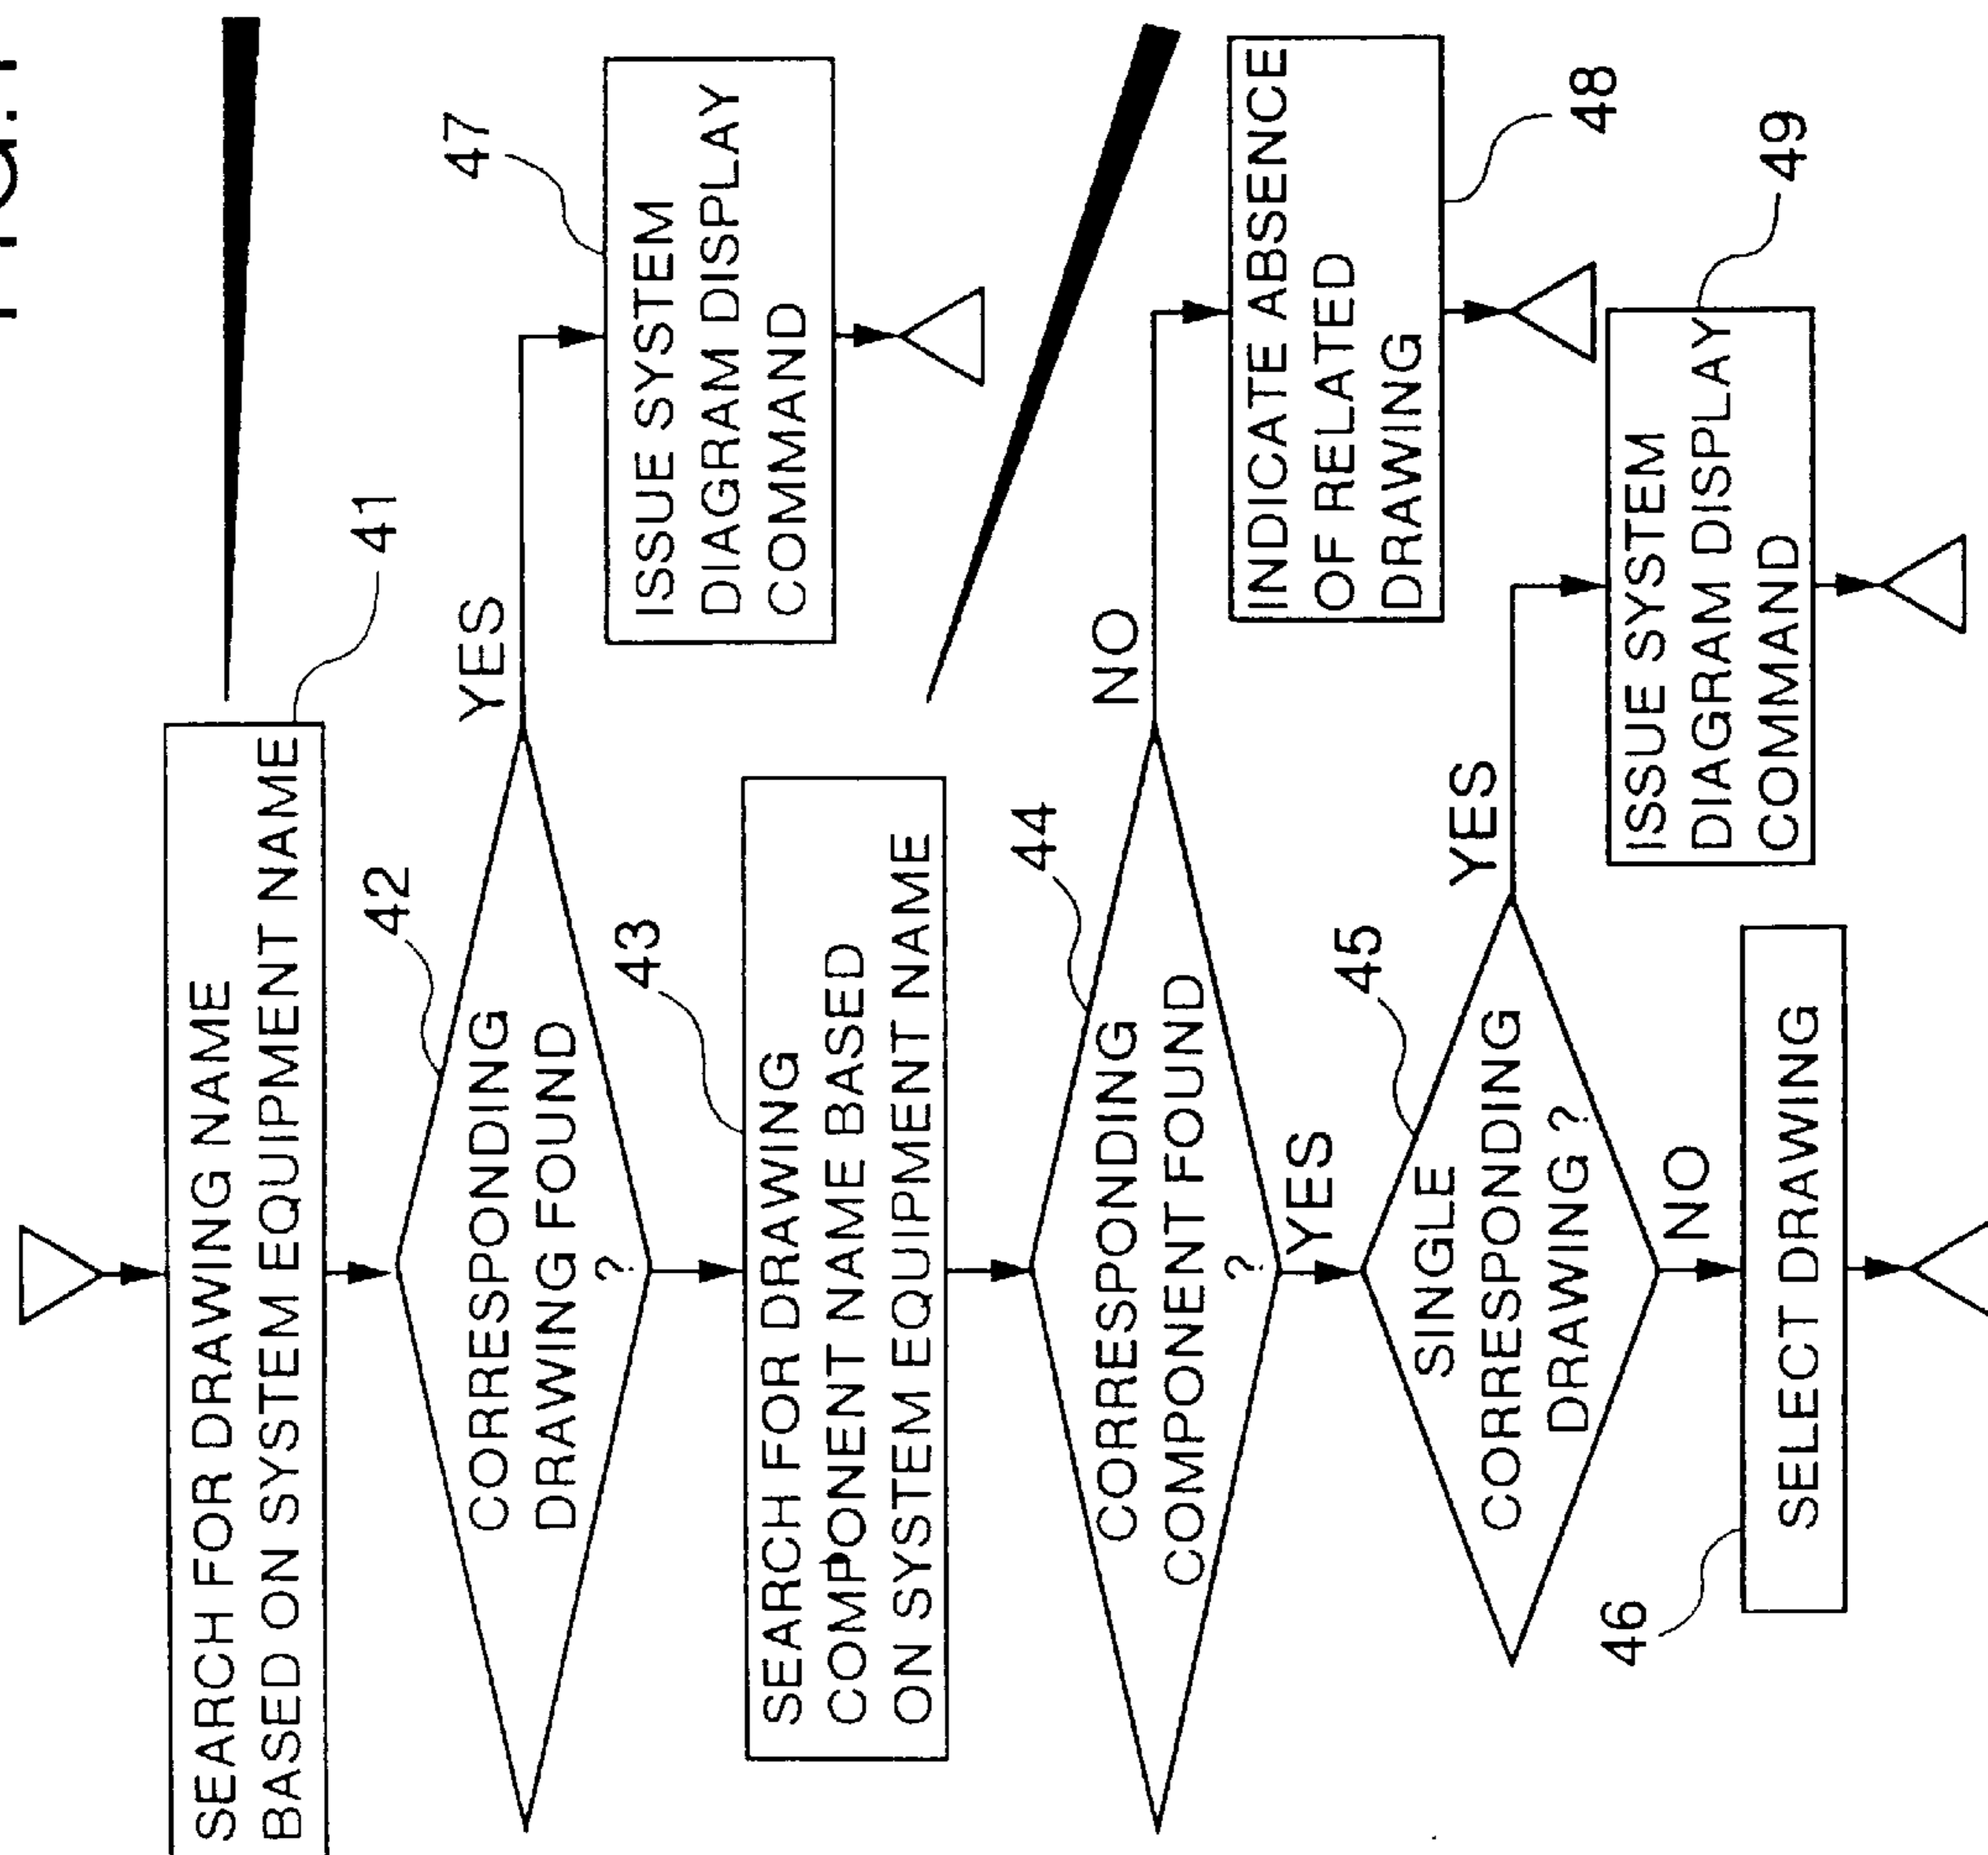 SEARCH FOR DRAWING NAME
BASED ON SYSTEM EQUIPMENT NAME
41
42
CORRESPONDING
DRAWING FOUND
?
YES
47
ISSUE SYSTEM
DIAGRAM DISPLAY
COMMAND
43
SEARCH FOR DRAWING
COMPONENT NAME BASED
ON SYSTEM EQUIPMENT NAME
44
CORRESPONDING
COMPONENT FOUND
?
NO
INDICATE ABSENCE
OF RELATED
DRAWING
48
YES
45
SINGLE
CORRESPONDING
DRAWING ?
YES
49
ISSUE SYSTEM
DIAGRAM DISPLAY
COMMAND
NO
46
SELECT DRAWING